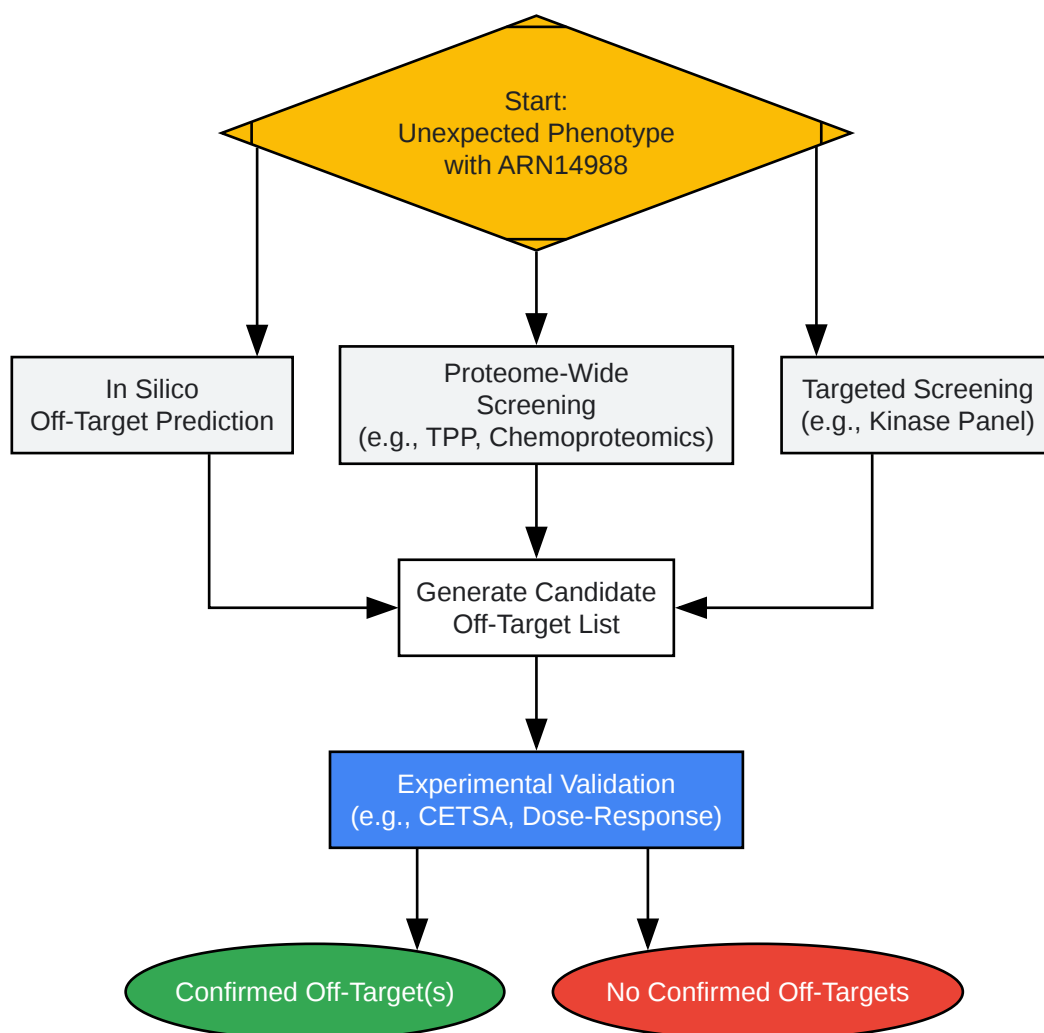 Start:
Unexpected Phenotype
with ARN14988
In Silico
Off-Target Prediction
Proteome-Wide
Screening
(e.g., TPP, Chemoproteomics)
Targeted Screening
(e.g., Kinase Panel)
Generate Candidate
Off-Target List
Experimental Validation
(e.g., CETSA, Dose-Response)
Confirmed Off-Target(s)
No Confirmed Off-Targets